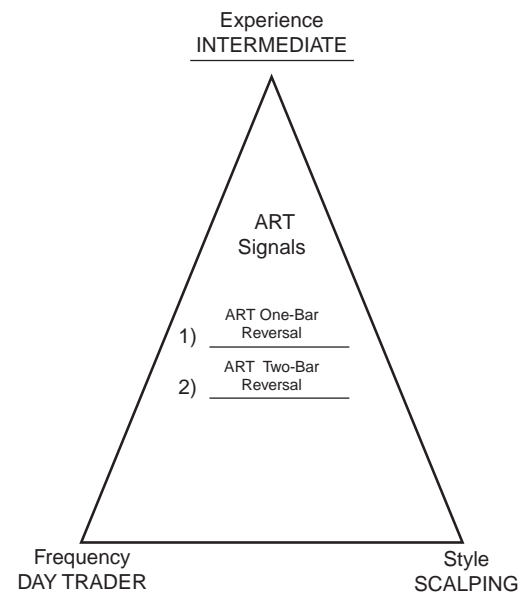 Experience
INTERMEDIATE
ART
Signals
1) ART One-Bar
Reversal
2) ART Two-Bar
Reversal
Frequency
DAY TRADER
Style
SCALPING